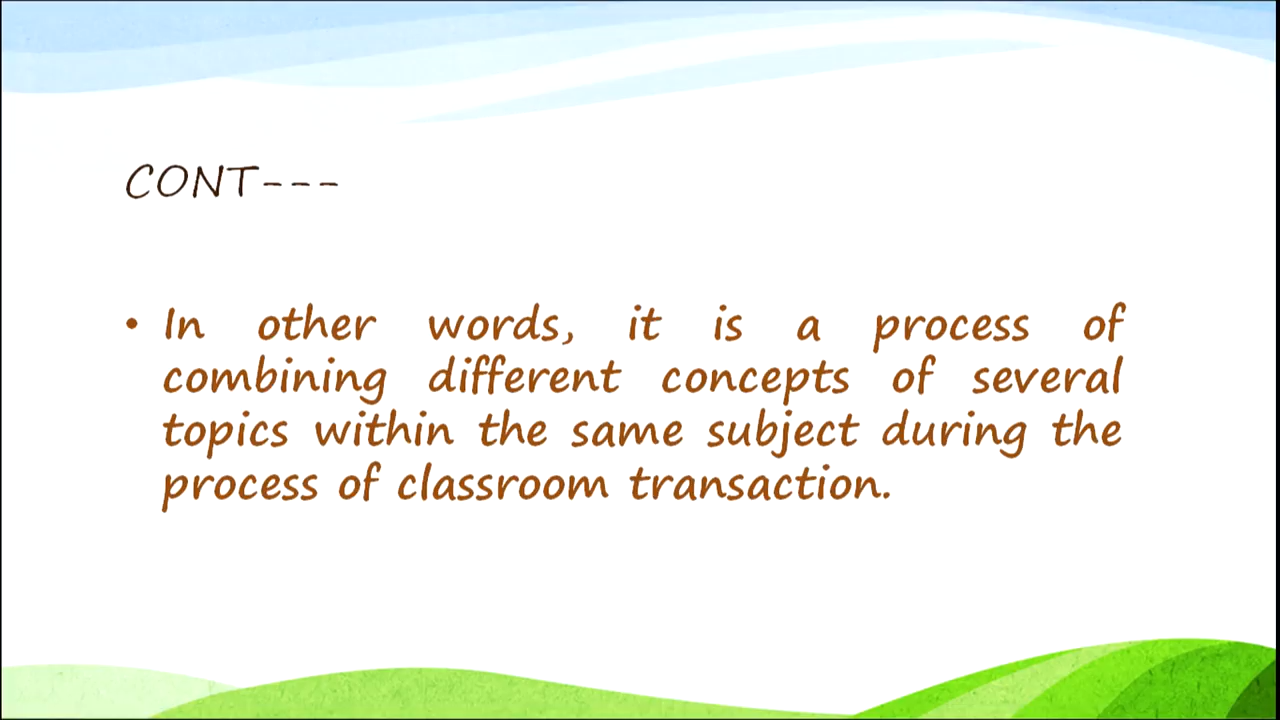 CONT---
• In other words, it is a process of
combining different concepts of several
topics within the same subject during the
process of classroom transaction.